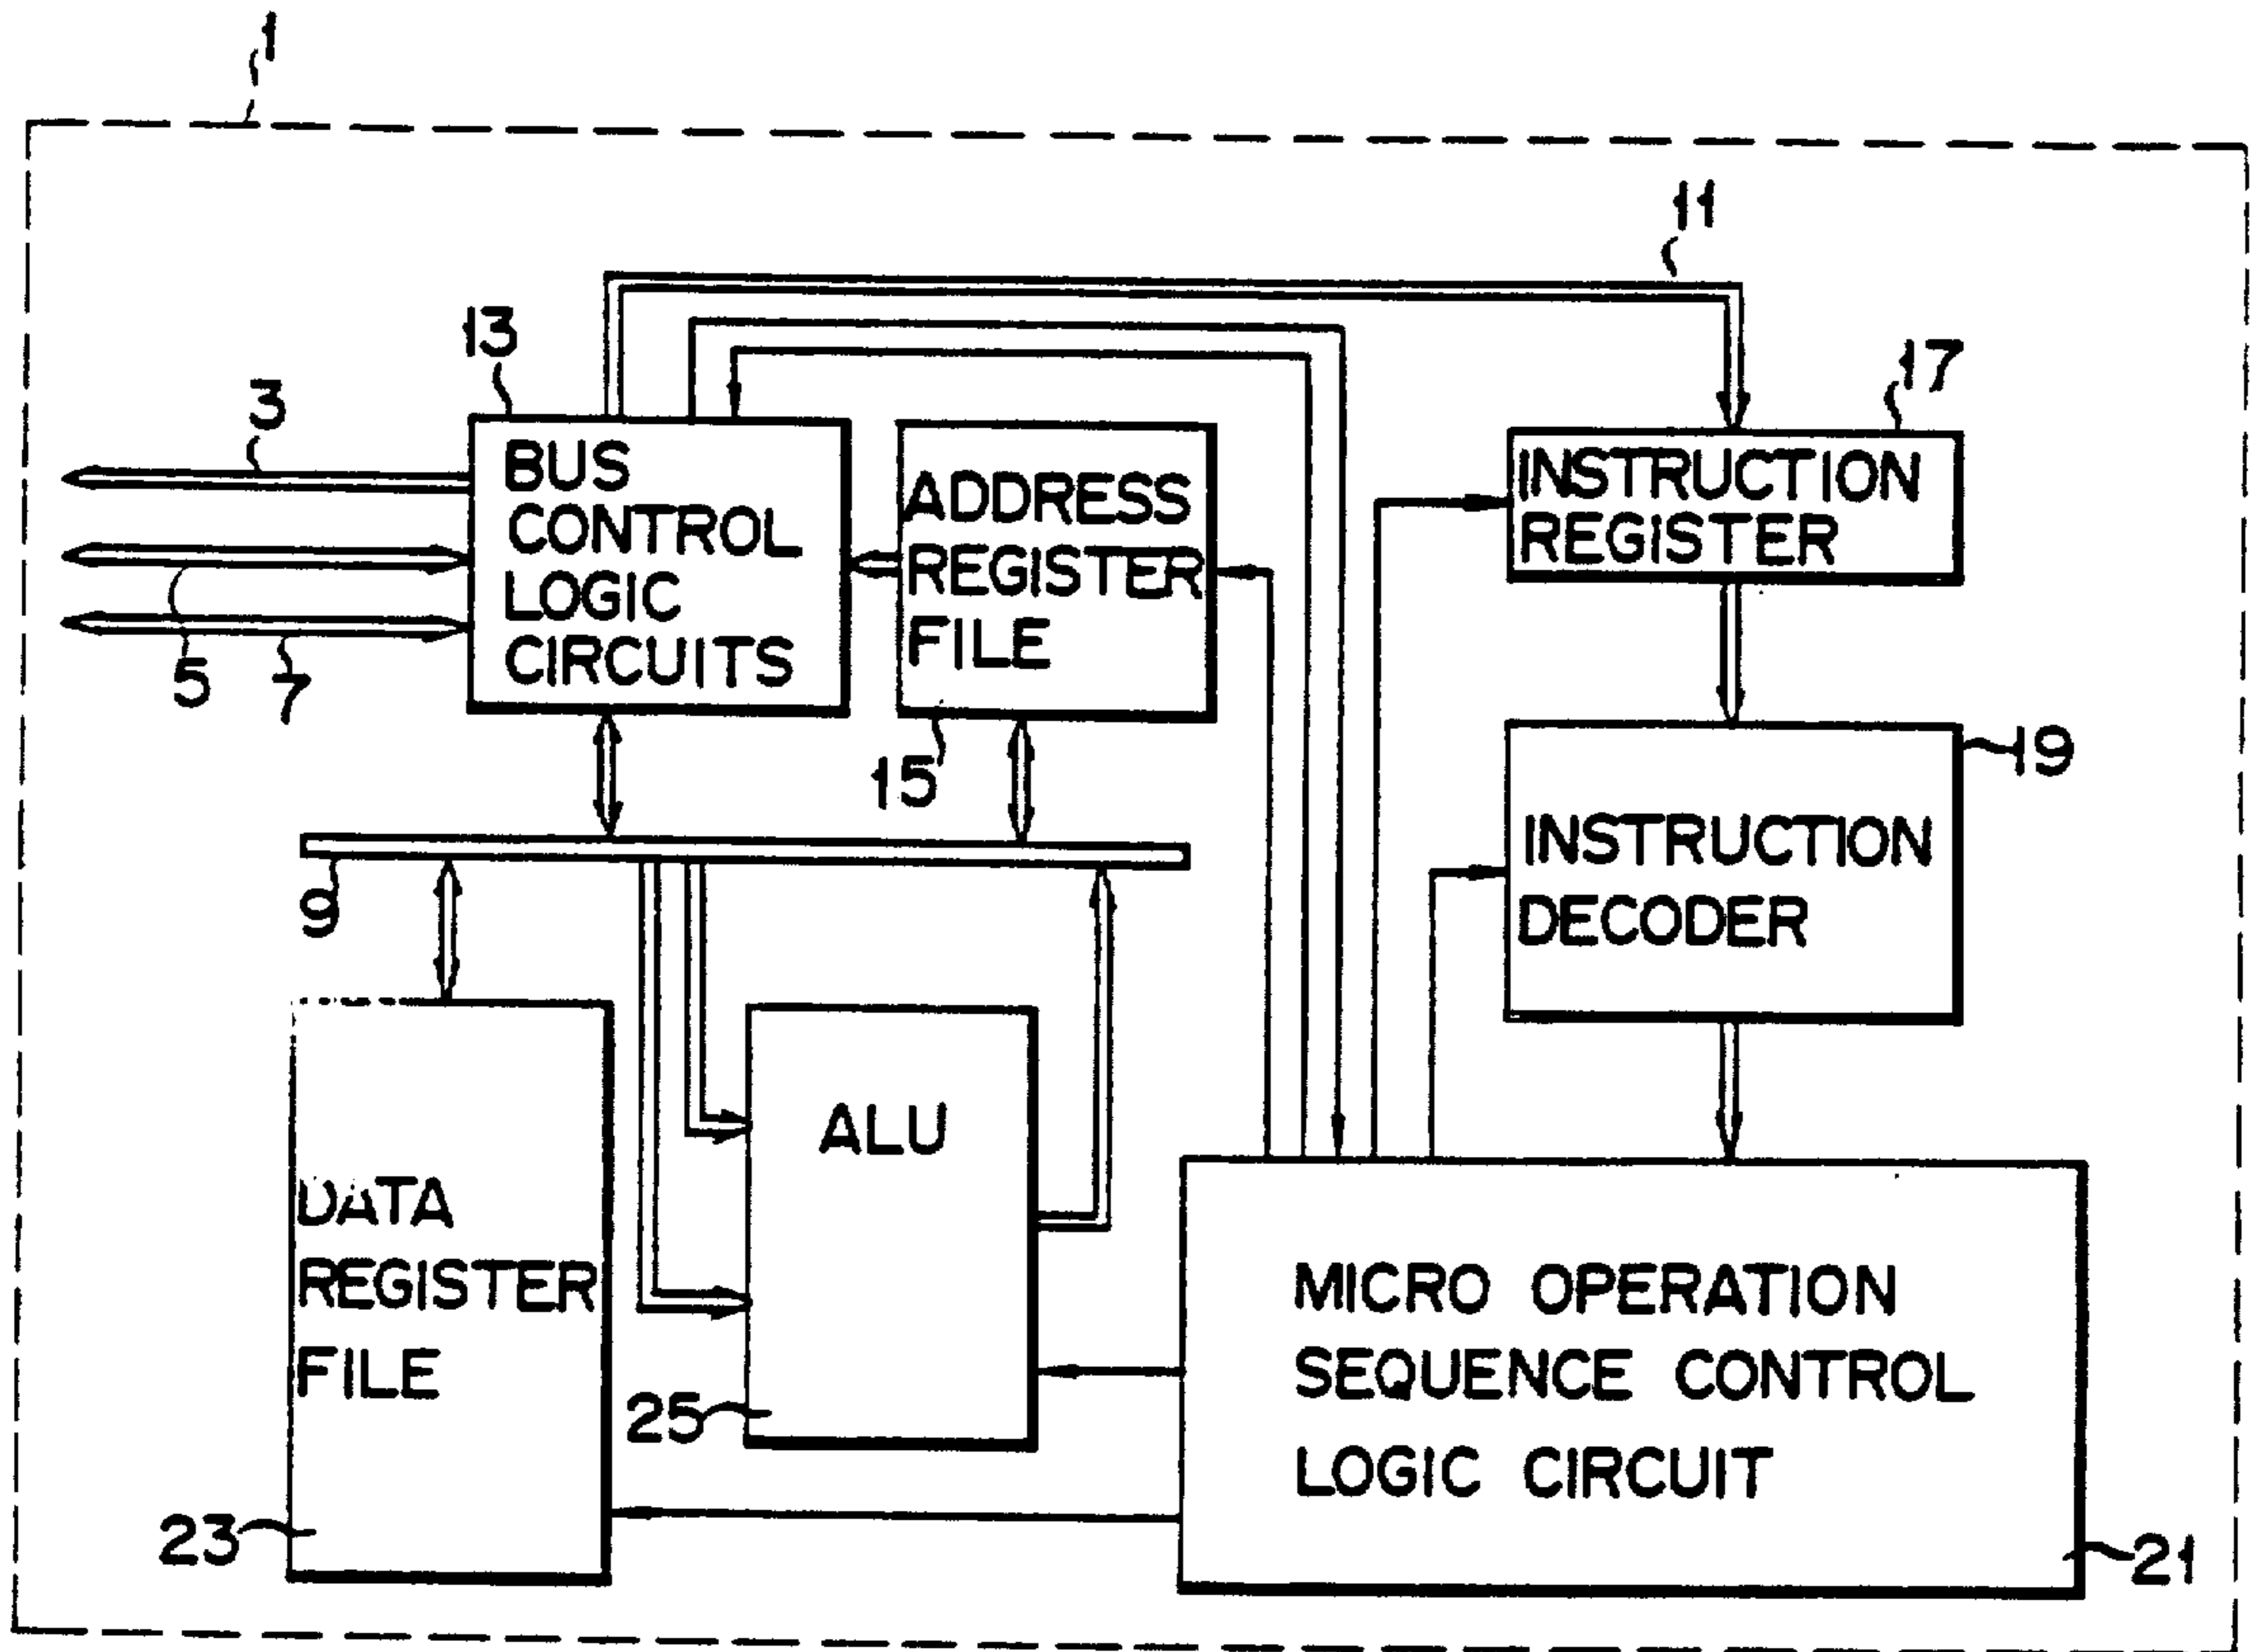 1
11
13
17
3
BUS
CONTROL
LOGIC
CIRCUITS
ADDRESS
REGISTER
FILE
INSTRUCTION
REGISTER
5
7
15
19
9
INSTRUCTION
DECODER
DATA
REGISTER
FILE
ALU
25
MICRO OPERATION
SEQUENCE CONTROL
LOGIC CIRCUIT
23
21